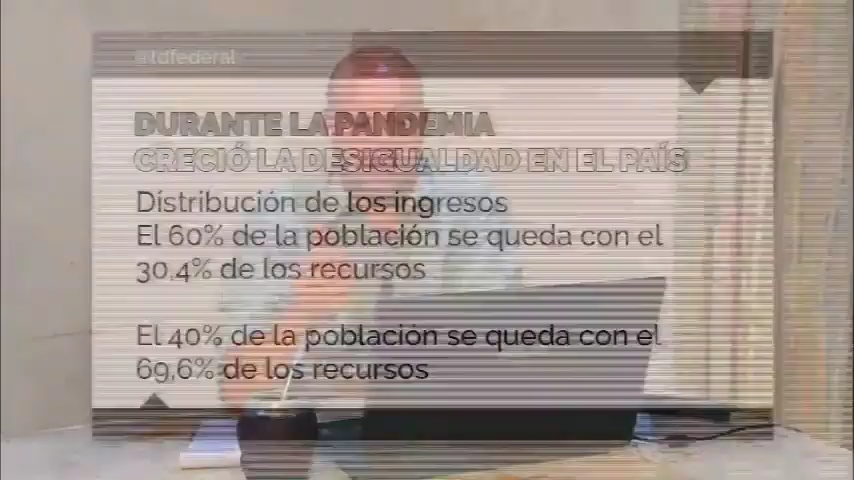 @tdfederal
DURANTE LA PANDEMIA
CRECIÓ LA DESIGUALDAD EN EL PAÍS
Distribución de los ingresos
El 60% de la población se queda con el
30,4% de los recursos
El 40% de la población se queda con el
69,6% de los recursos